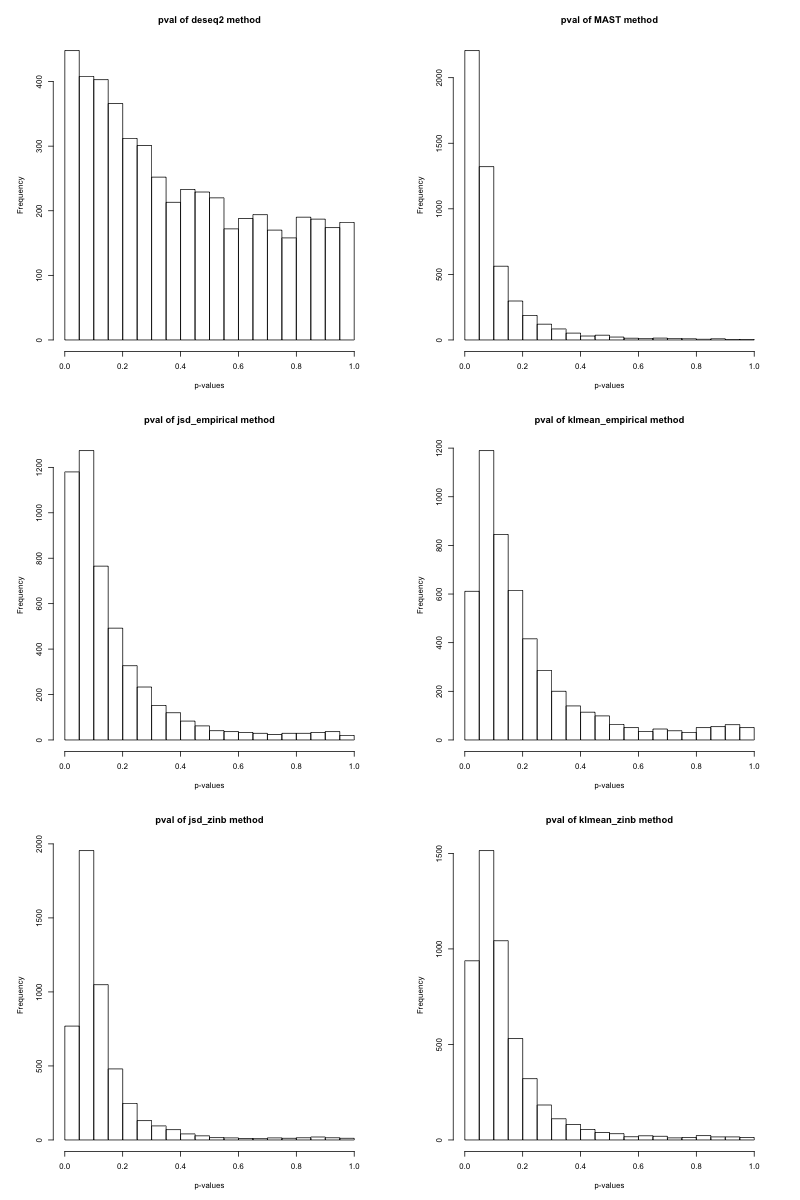 pval of deseq2 method
Frequency
0 100 200 300 400
0.0 0.2 0.4 0.6 0.8 1.0
p-values
pval of MAST method
Frequency
0 500 1000 1500 2000
0.0 0.2 0.4 0.6 0.8 1.0
p-values
pval of jsd_empirical method
Frequency
0 200 400 600 800 1000 1200
0.0 0.2 0.4 0.6 0.8 1.0
p-values
pval of klmean_empirical method
Frequency
0 200 400 600 800 1000 1200
0.0 0.2 0.4 0.6 0.8 1.0
p-values
pval of jsd_zinb method
Frequency
0 500 1000 1500 2000
0.0 0.2 0.4 0.6 0.8 1.0
p-values
pval of klmean_zinb method
Frequency
0 500 1000 1500
0.0 0.2 0.4 0.6 0.8 1.0
p-values